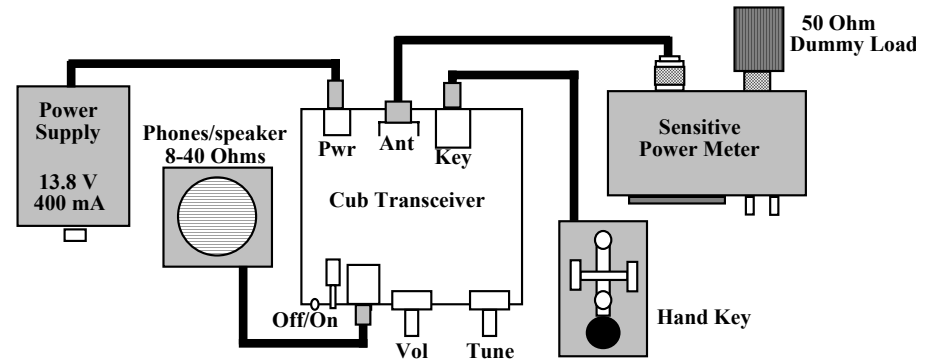 50 Ohm
Dummy Load
Power
Supply
13.8 V
400 mA
Phones/speaker
8-40 Ohms
Pwr
Ant
Key
Cub Transceiver
Sensitive
Power Meter
Off/On
Vol
Tune
Hand Key